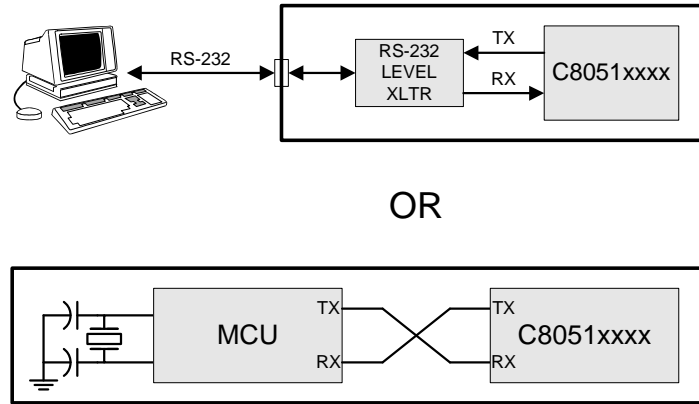 RS-232
RS-232
LEVEL
XLTR
TX
RX
C8051xxxx
OR
MCU
TX
RX
TX
RX
C8051xxxx